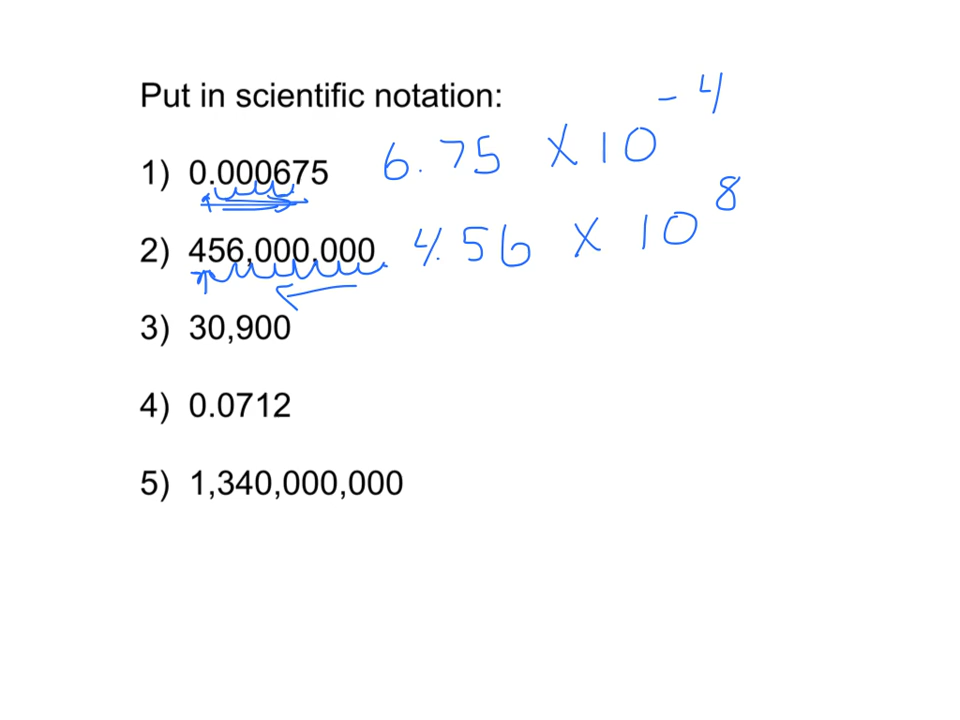 Put in scientific notation:
1) 0.000675 6.75 X 10^-4
2) 456,000,000 4.56 X 10^8
3) 30,900
4) 0.0712
5) 1,340,000,000